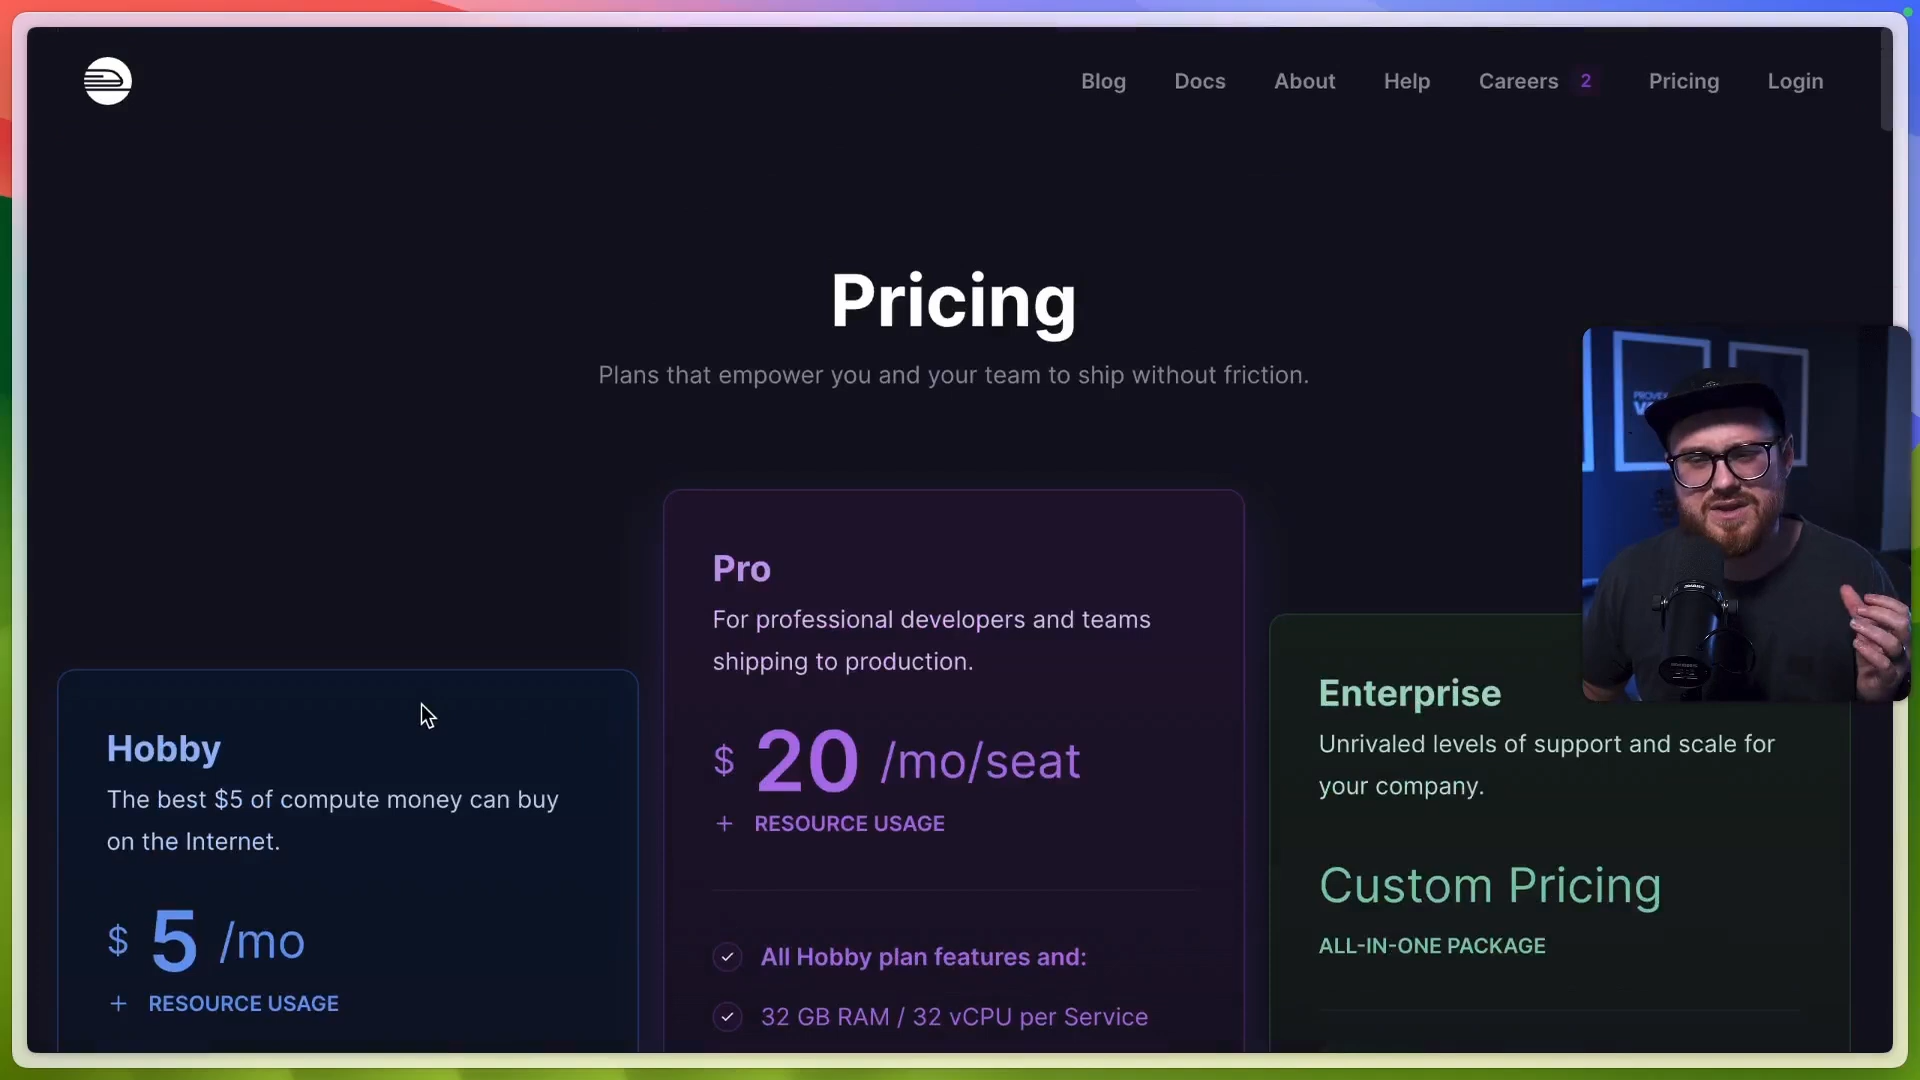 Blog Docs About Help Careers 2 Pricing Login
Pricing
Plans that empower you and your team to ship without friction.
Hobby
The best $5 of compute money can buy
on the Internet.
$ 5 /mo
+ RESOURCE USAGE
Pro
For professional developers and teams
shipping to production.
$ 20 /mo/seat
+ RESOURCE USAGE
All Hobby plan features and:
32 GB RAM / 32 vCPU per Service
Enterprise
Unrivaled levels of support and scale for
your company.
Custom Pricing
ALL-IN-ONE PACKAGE